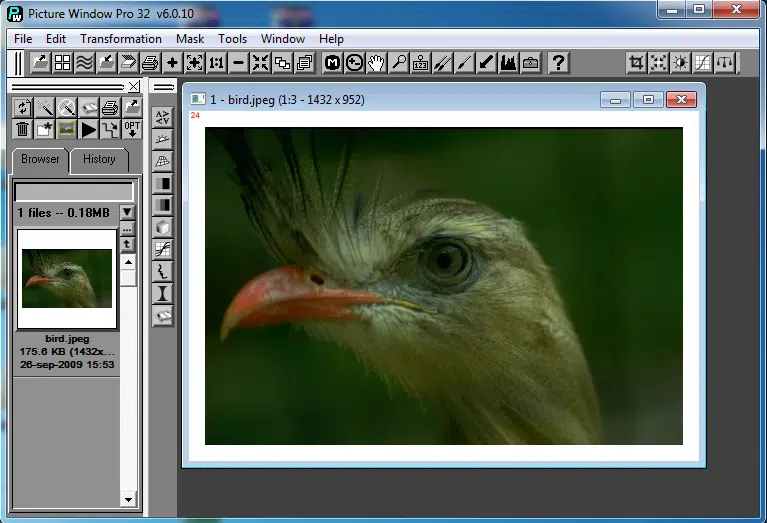 Picture Window Pro 32 v6.0.10
File Edit Transformation Mask Tools Window Help
1:1
M
?
OPT
Browser History
1 files -- 0.18MB
...
bird.jpeg
175.6 KB (1432x...
26-sep-2009 15:53
1 - bird.jpeg (1:3 - 1432 x 952)
24